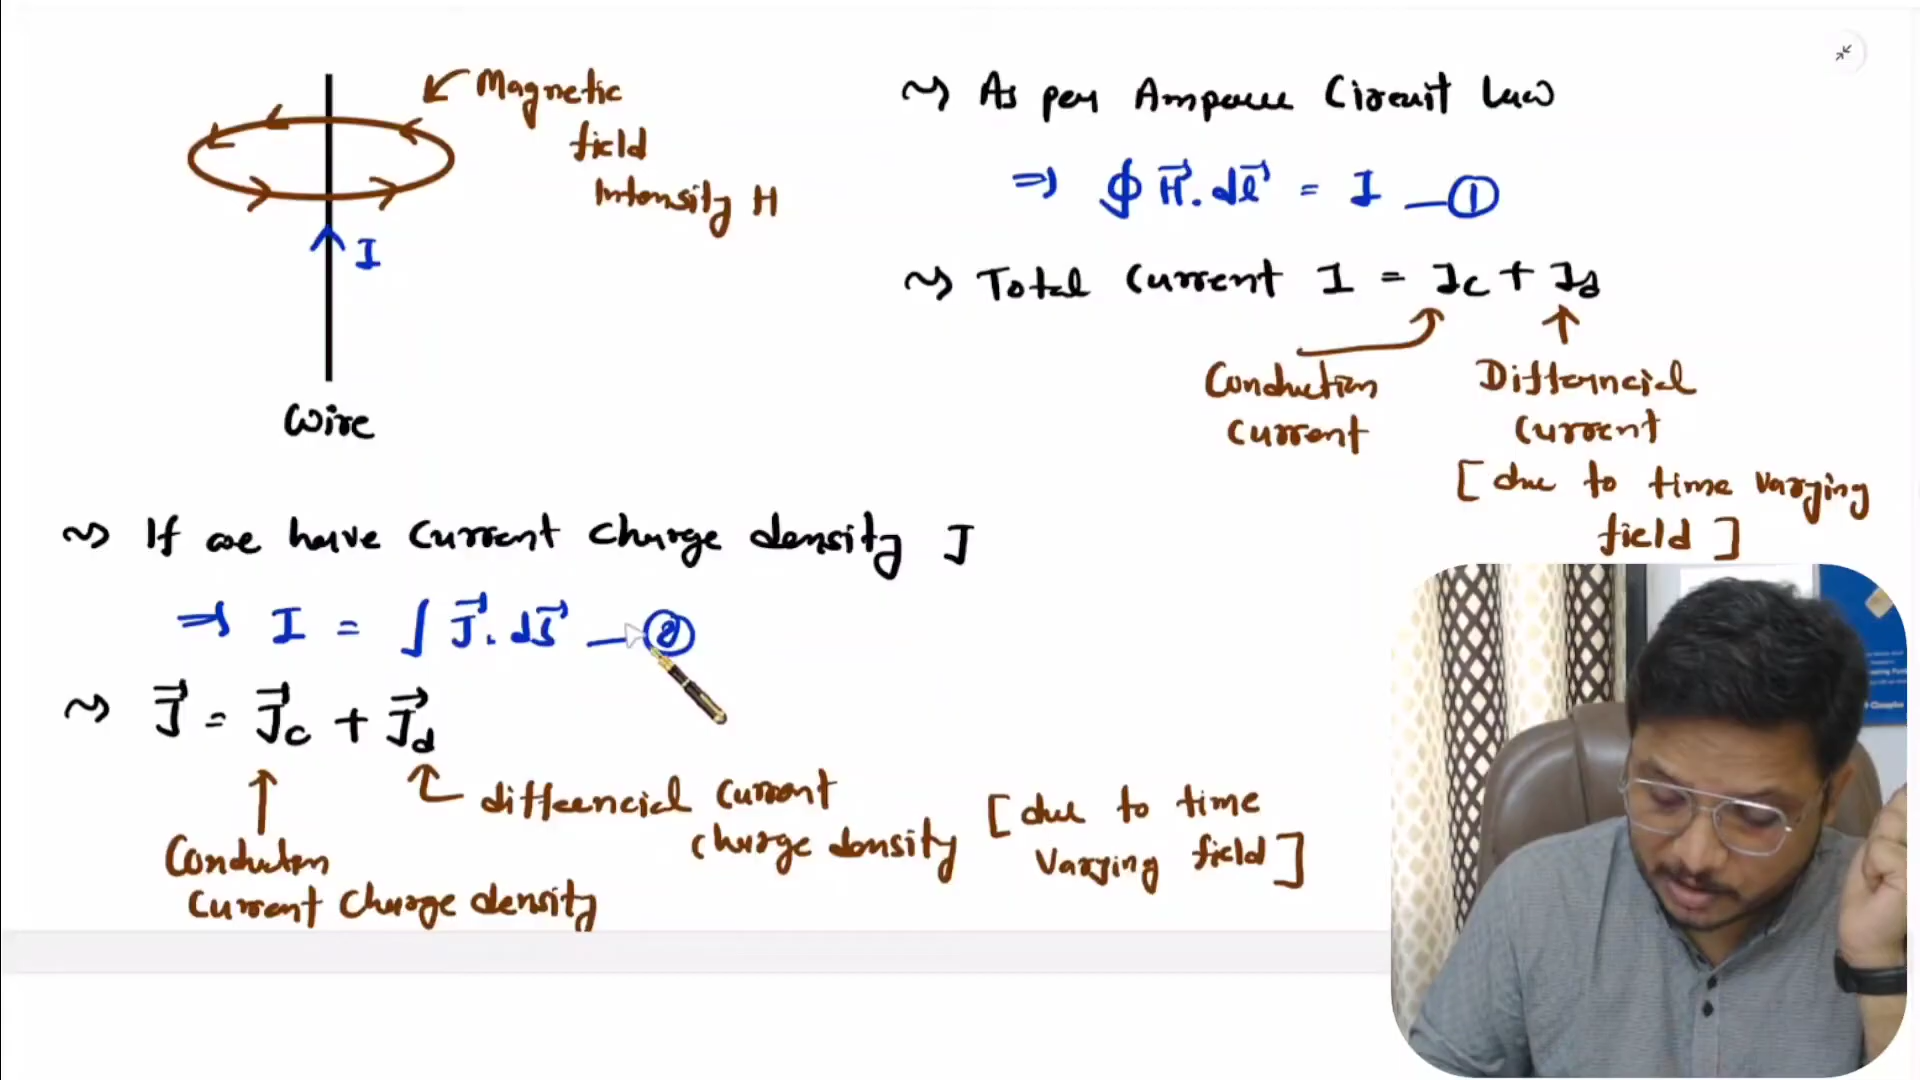 Magnetic
field
Intensity H
I
Wire
~> As per Ampere Circuit Law
⇒ ∮ H⃗. dl⃗ = I — ①
~> Total Current I = Ic + Id
Conduction
Current
Differencial
Current
[due to time varying
field]
~> If we have Current Charge density J
⇒ I = ∫ J⃗. ds⃗ — ②
~> J⃗ = J⃗c + J⃗d
Conduction
Current Charge density
differencial Current
Charge density
[due to time
Varying field]